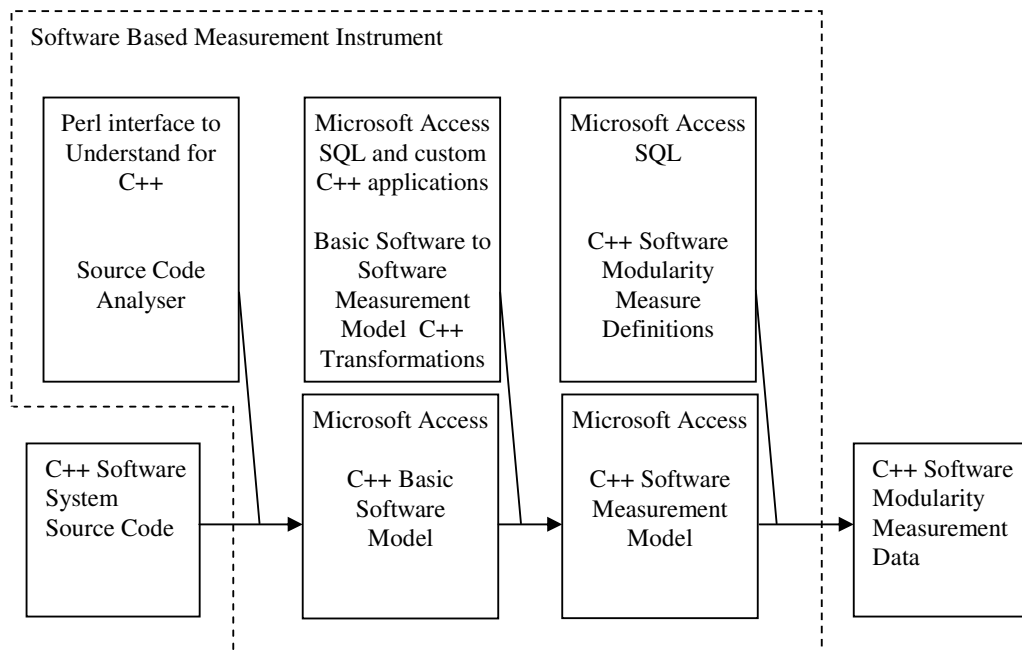 Software Based Measurement Instrument
Perl interface to
Understand for
C++
Source Code
Analyser
Microsoft Access
SQL and custom
C++ applications
Basic Software to
Software
Measurement
Model C++
Transformations
Microsoft Access
SQL
C++ Software
Modularity
Measure
Definitions
C++ Software
System
Source Code
Microsoft Access
C++ Basic
Software
Model
Microsoft Access
C++ Software
Measurement
Model
C++ Software
Modularity
Measurement
Data